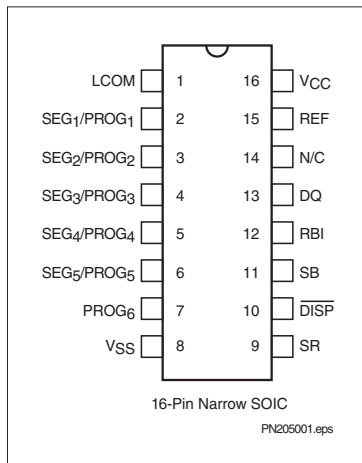 LCOM 1 16 VCC
SEG1/PROG1 2 15 REF
SEG2/PROG2 3 14 N/C
SEG3/PROG3 4 13 DQ
SEG4/PROG4 5 12 RBI
SEG5/PROG5 6 11 SB
PROG6 7 10 DISP
VSS 8 9 SR
16-Pin Narrow SOIC
PN205001.eps